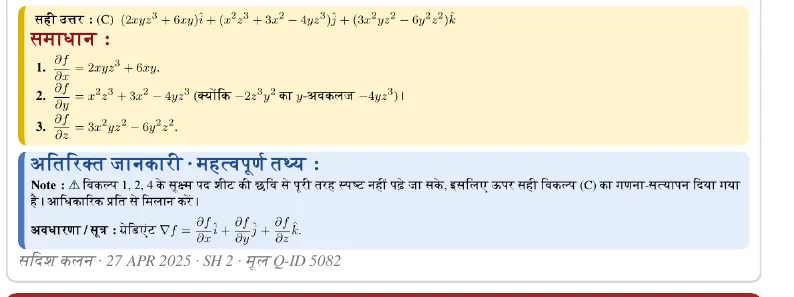 सही उत्तर : (C) (2xyz³ + 6xy)î + (x²z³ + 3x² − 4yz³)ĵ + (3x²yz² − 6y²z²)k̂
समाधान :
1. ∂f/∂x = 2xyz³ + 6xy.
2. ∂f/∂y = x²z³ + 3x² − 4yz³ (क्योंकि −2z³y² का y-अवकलज −4yz³)।
3. ∂f/∂z = 3x²yz² − 6y²z².
अतिरिक्त जानकारी · महत्वपूर्ण तथ्य :
Note : ⚠ विकल्प 1, 2, 4 के सूक्ष्म पद शीट की छवि से पूरी तरह स्पष्ट नहीं पढ़े जा सके, इसलिए ऊपर सही विकल्प (C) का गणना-सत्यापन दिया गया
है। आधिकारिक प्रति से मिलान करें।
अवधारणा / सूत्र : ग्रेडिएंट ∇f = ∂f/∂x î + ∂f/∂y ĵ + ∂f/∂z k̂.
सदिश कलन · 27 APR 2025 · SH 2 · मूल Q-ID 5082